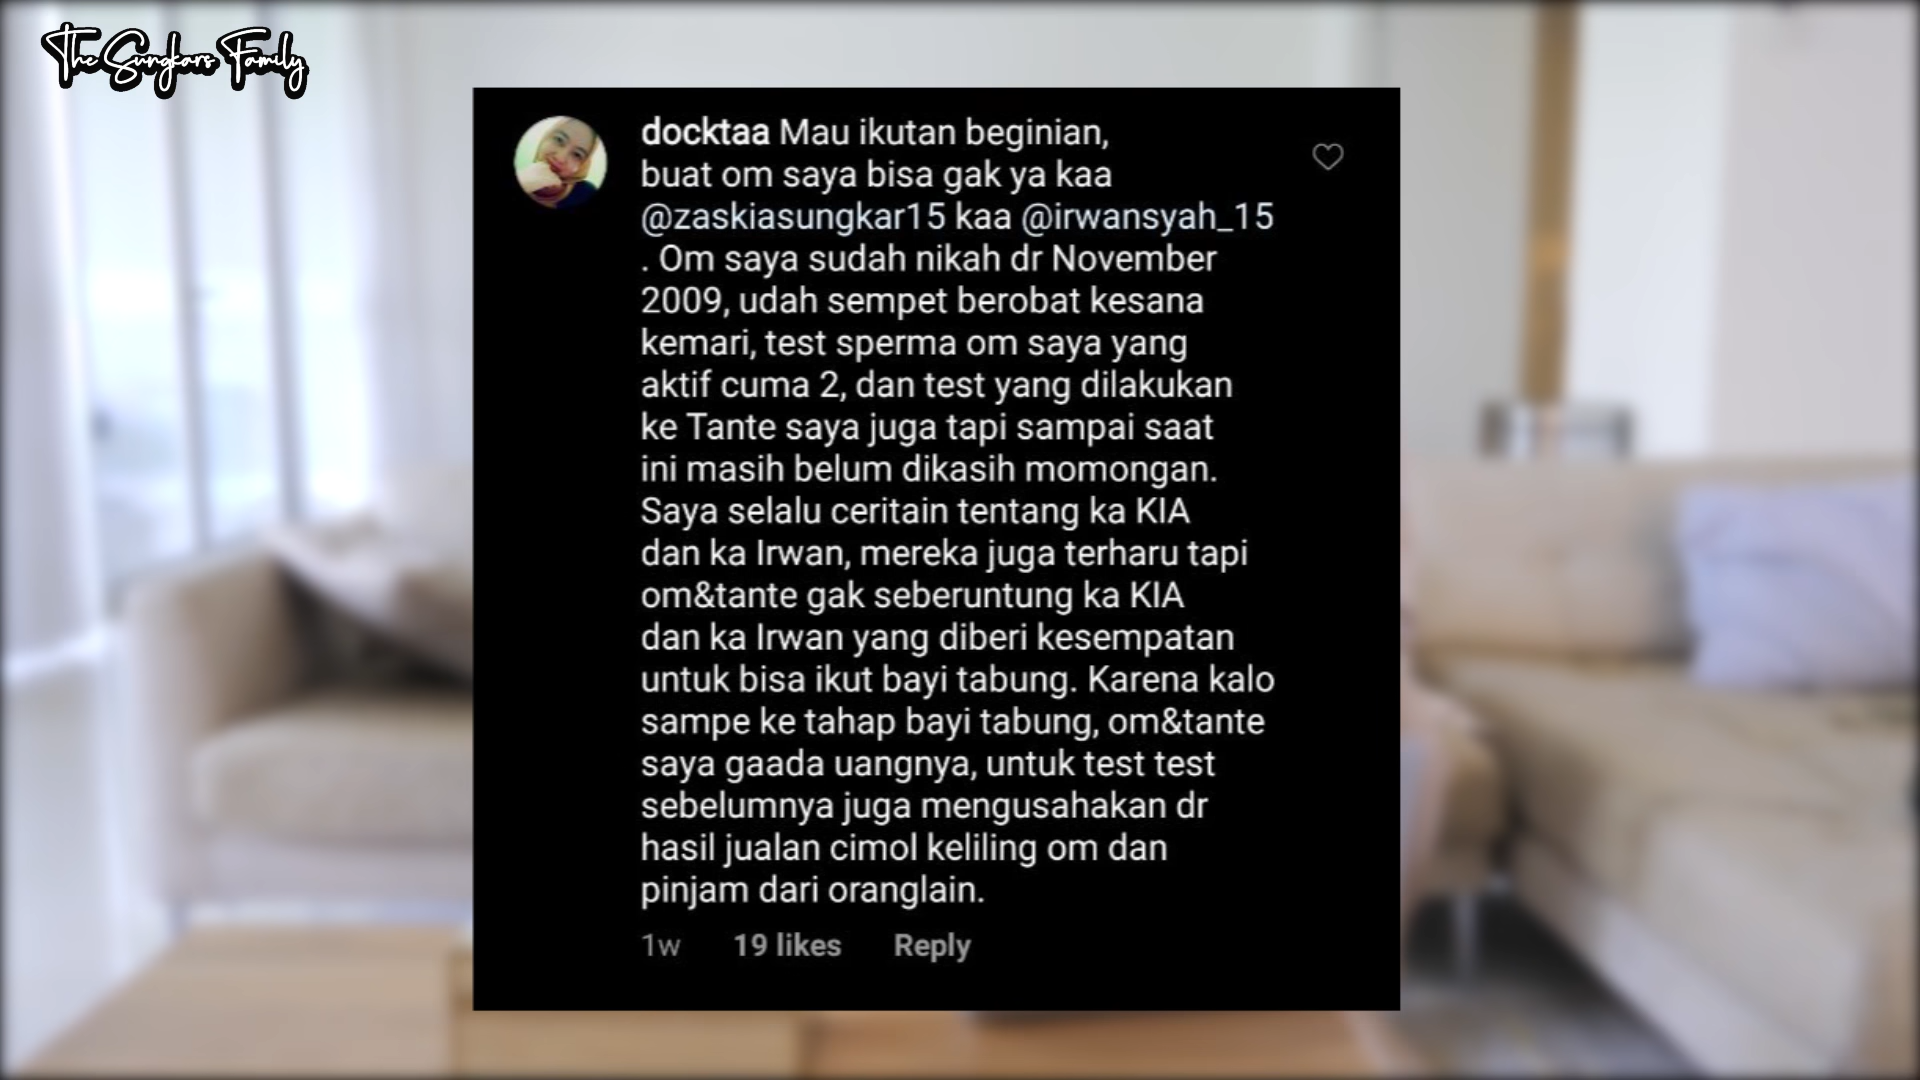 The Sungkars Family
docktaa Mau ikutan beginian,
buat om saya bisa gak ya kaa
@zaskiasungkar15 kaa @irwansyah_15
. Om saya sudah nikah dr November
2009, udah sempet berobat kesana
kemari, test sperma om saya yang
aktif cuma 2, dan test yang dilakukan
ke Tante saya juga tapi sampai saat
ini masih belum dikasih momongan.
Saya selalu ceritain tentang ka KIA
dan ka Irwan, mereka juga terharu tapi
om&tante gak seberuntung ka KIA
dan ka Irwan yang diberi kesempatan
untuk bisa ikut bayi tabung. Karena kalo
sampe ke tahap bayi tabung, om&tante
saya gaada uangnya, untuk test test
sebelumnya juga mengusahakan dr
hasil jualan cimol keliling om dan
pinjam dari oranglain.
1w 19 likes Reply